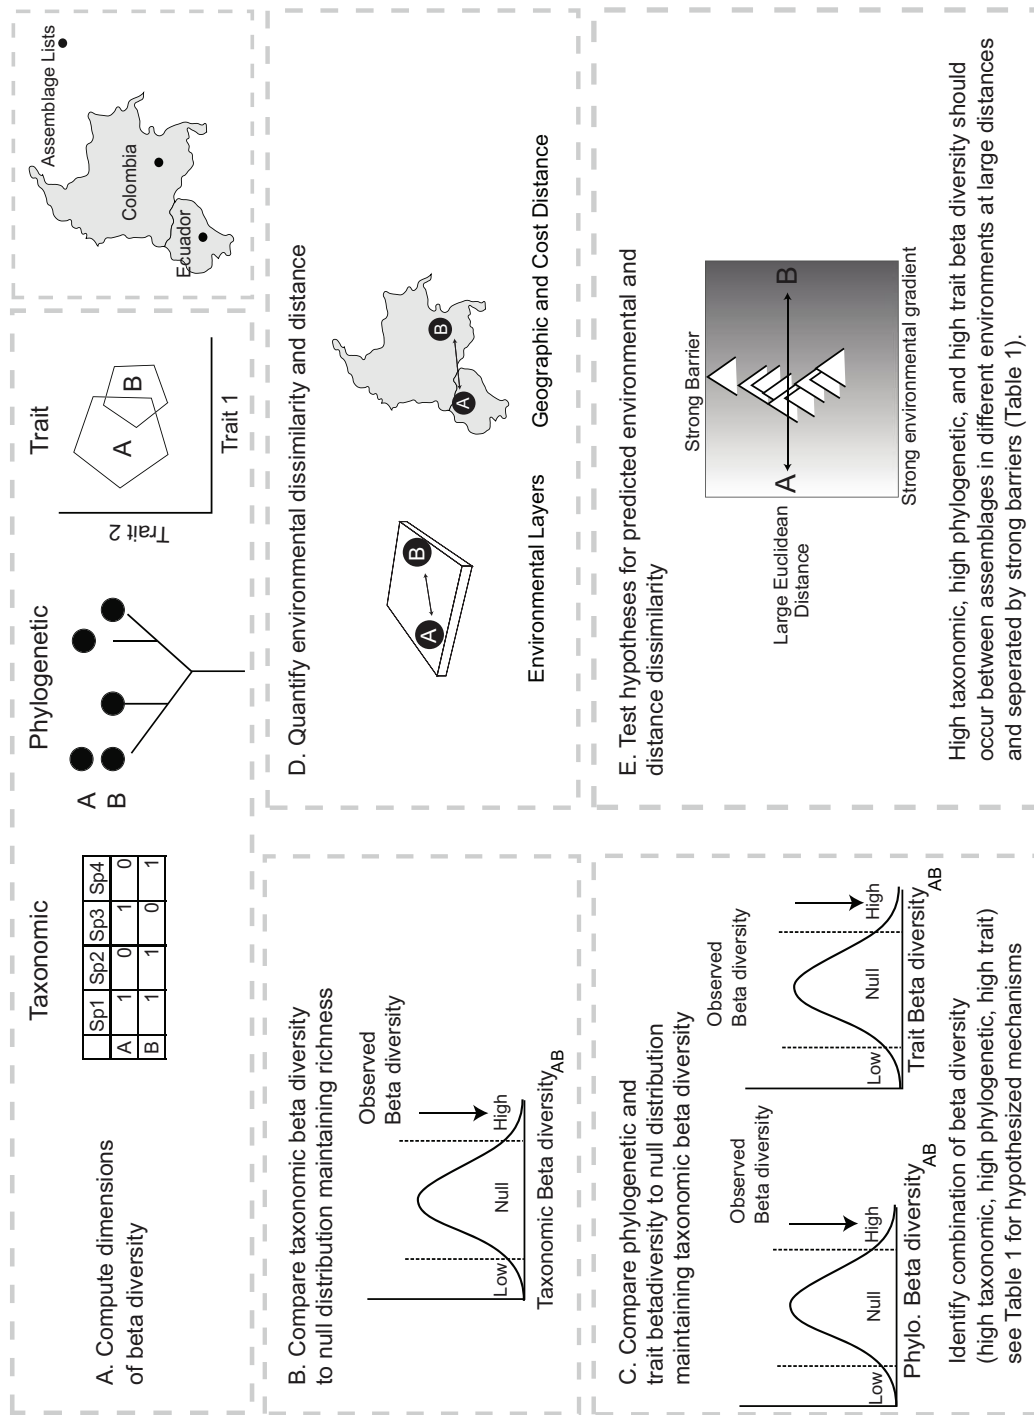 A. Compute dimensions
of beta diversity
Taxonomic
Sp1 Sp2 Sp3 Sp4
A 1 0 1 0
B 1 1 0 1
Phylogenetic
A
B
Trait
A
B
Trait 2
Trait 1
Assemblage Lists
Colombia
Ecuador
B. Compare taxonomic beta diversity
to null distribution maintaining richness
Observed
Beta diversity
Low
Null
High
Taxonomic Beta diversityAB
C. Compare phylogenetic and
trait betadiversity to null distribution
maintaining taxonomic beta diversity
Observed
Beta diversity
Low
Null
High
Phylo. Beta diversityAB
Observed
Beta diversity
Low
Null
High
Trait Beta diversityAB
Identify combination of beta diversity
(high taxonomic, high phylogenetic, high trait)
see Table 1 for hypothesized mechanisms
D. Quantify environmental dissimilarity and distance
A
B
Environmental Layers
A
B
Geographic and Cost Distance
E. Test hypotheses for predicted environmental and
distance dissimilarity
Strong Barrier
Large Euclidean
Distance
A
B
Strong environmental gradient
High taxonomic, high phylogenetic, and high trait beta diversity should
occur between assemblages in different environments at large distances
and seperated by strong barriers (Table 1).